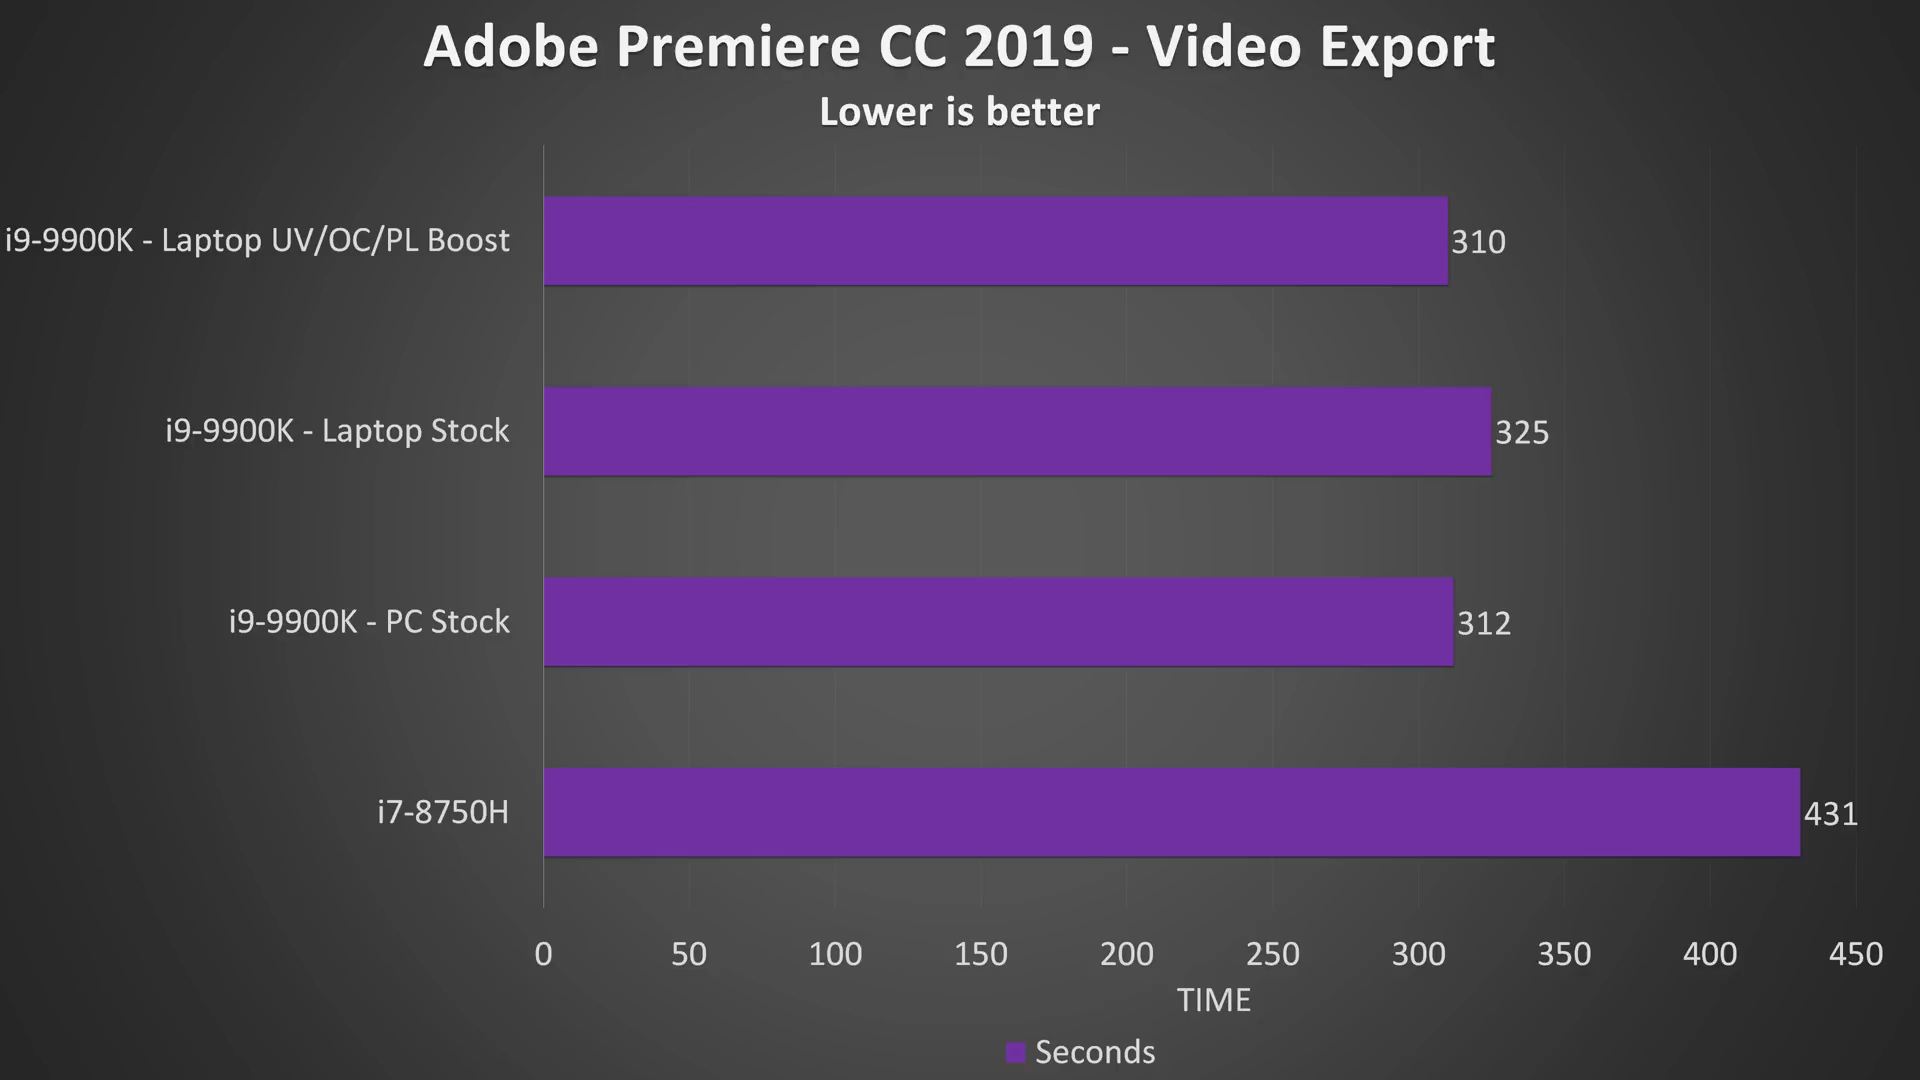 Adobe Premiere CC 2019 - Video Export
Lower is better
i9-9900K - Laptop UV/OC/PL Boost
310
i9-9900K - Laptop Stock
325
i9-9900K - PC Stock
312
i7-8750H
431
0 50 100 150 200 250 300 350 400 450
TIME
Seconds